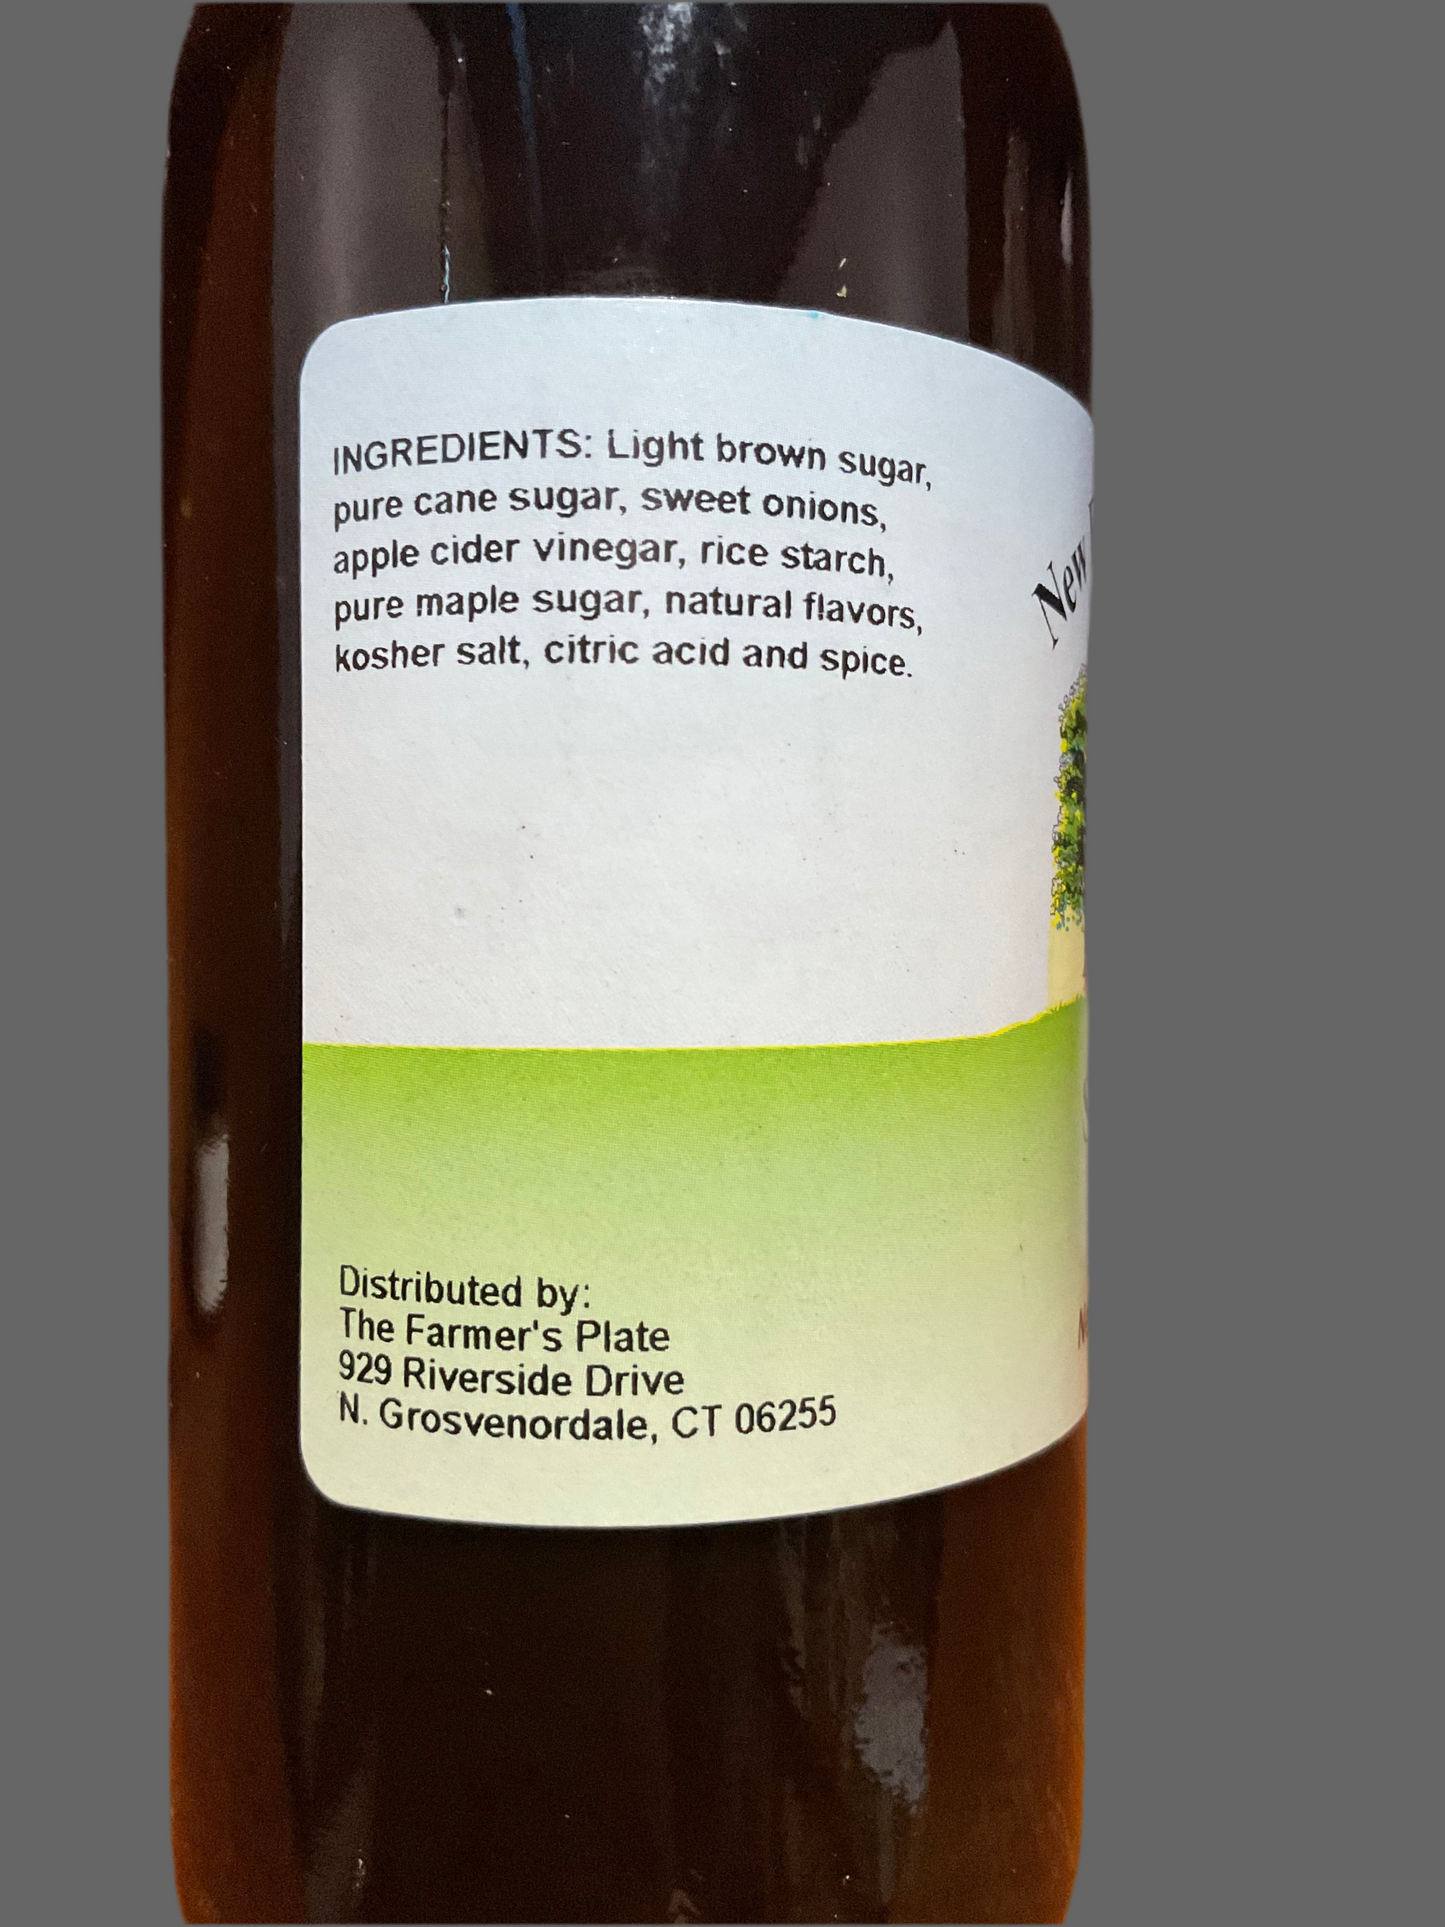 INGREDIENTS: Light brown sugar,
pure cane sugar, sweet onions,
apple cider vinegar, rice starch,
pure maple sugar, natural flavors,
kosher salt, citric acid and spice.
New
Distributed by:
The Farmer's Plate
929 Riverside Drive
N. Grosvenordale, CT 06255